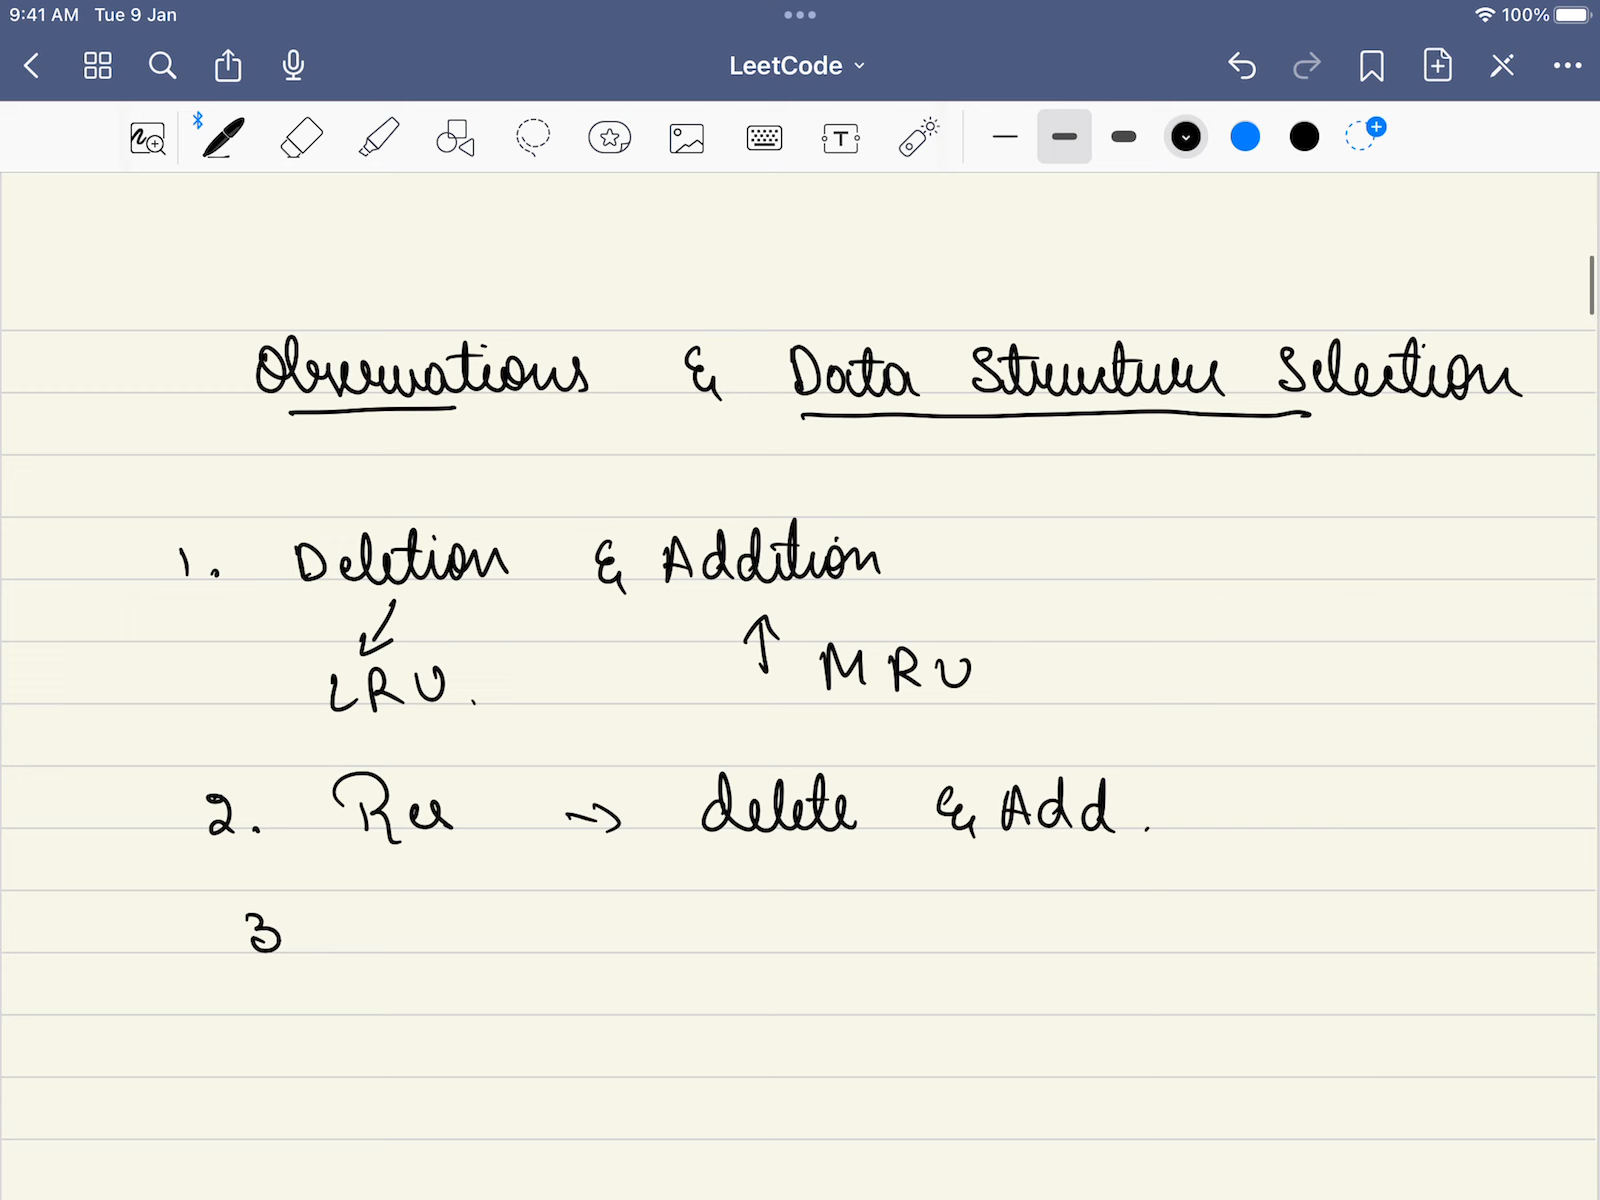 9:41 AM Tue 9 Jan
100%
LeetCode
T
Observations & Data Structure Selection
1. Deletion & Addition
LRU. MRU
2. Rec → delete & Add.
3